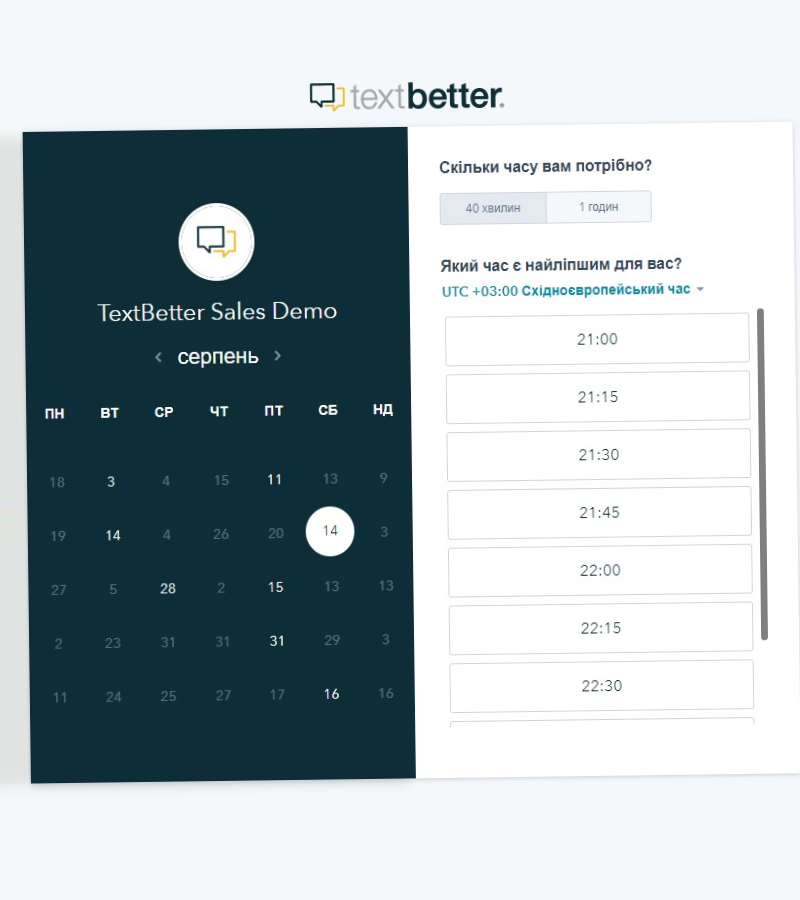 textbetter.
TextBetter Sales Demo
серпень
ПН ВТ СР ЧТ ПТ СБ НД
18 3 4 15 11 13 9
19 14 4 26 20 14 3
27 5 28 2 15 13 13
2 23 31 31 31 29 3
11 24 25 27 17 16 16
Скільки часу вам потрібно?
40 хвилин 1 годин
Який час є найліпшим для вас?
UTC +03:00 Східноєвропейський час
21:00
21:15
21:30
21:45
22:00
22:15
22:30